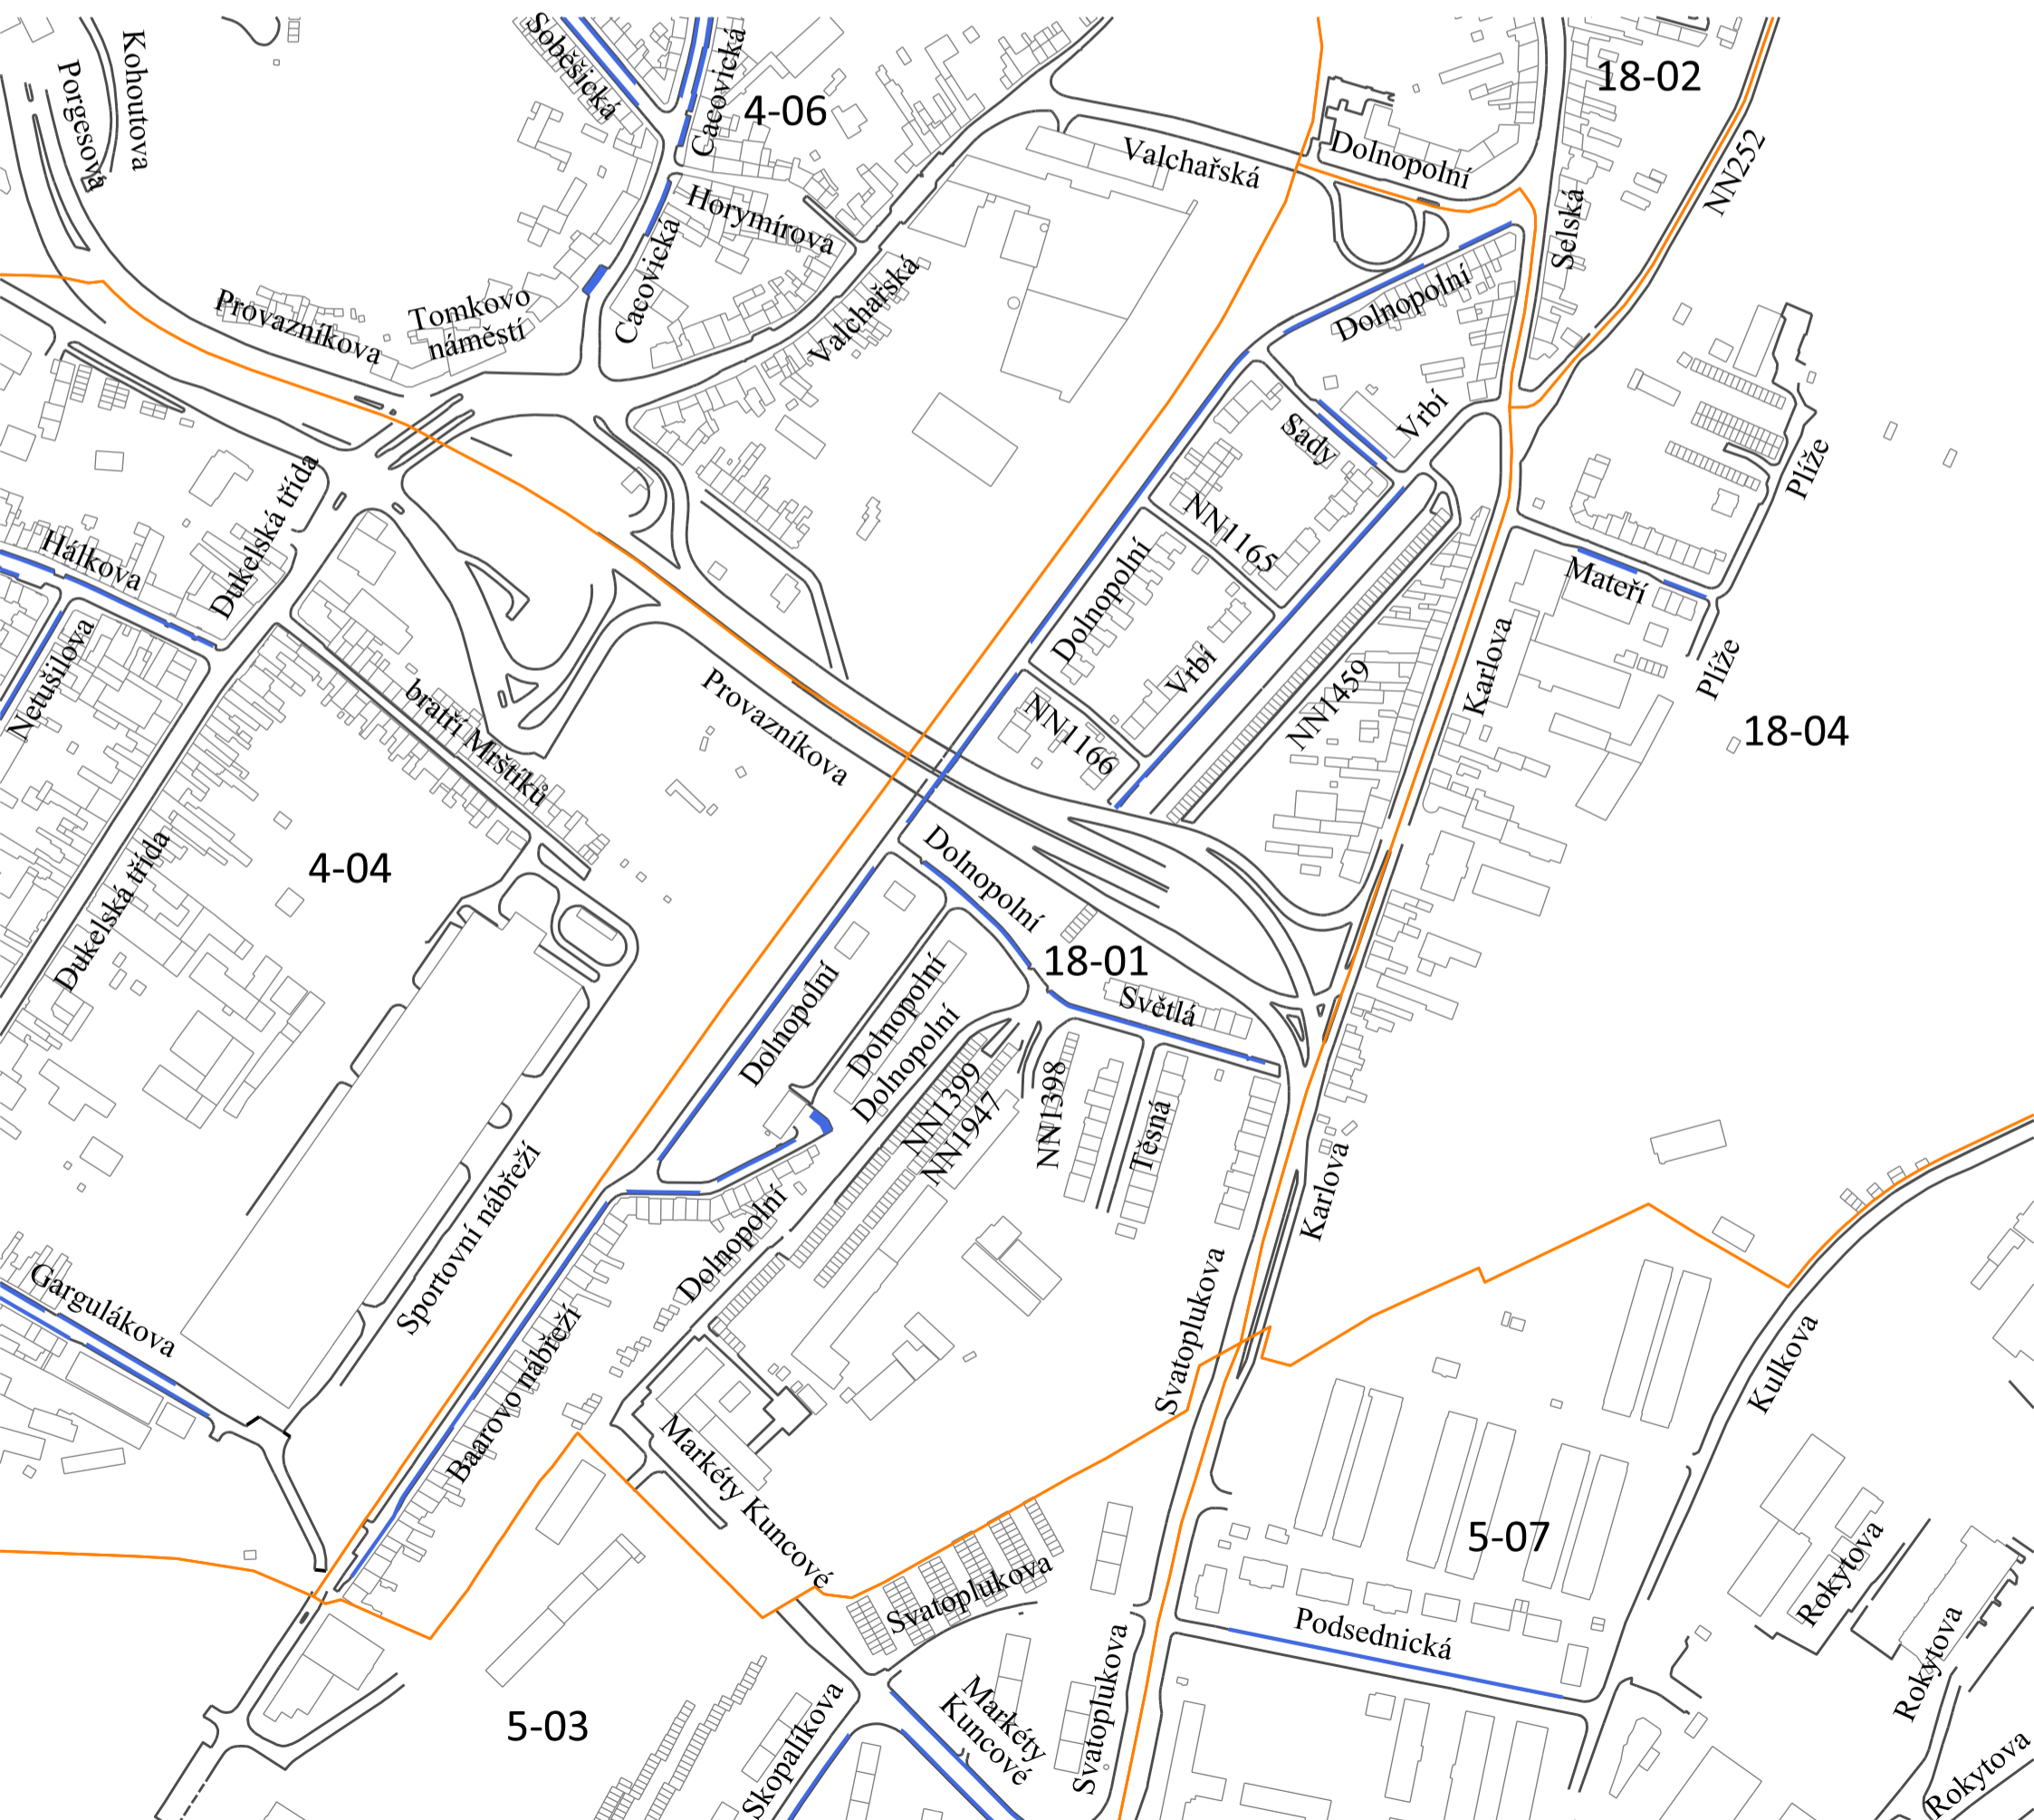 Kohoutova
Porgesová
Soběšická
Cacovická
4-06
18-02
Valchařská
Dolnopolní
NN252
Horymírova
Cacovická
Selská
Provazníkova
Tomkovo
náměstí
Valchařská
Dolnopolní
Vrbí
Sady
Plíže
Dukelská třída
Hálkova
NN1165
Mateří
Dolnopolní
Netušilova
Vrbí
Karlova
Plíže
bratří Mrštíků
Provazníkova
NN1166
NN1459
18-04
4-04
Dukelská třída
Dolnopolní
18-01
Světlá
Dolnopolní
Dolnopolní
Dolnopolní
NN1399
NN1947
NN1398
Těsná
Karlova
Sportovní nábřeží
Dolnopolní
Gargulákova
Baarovo nábřeží
Svatoplukova
Kulkova
Markéty Kuncové
5-07
Svatoplukova
Podsednická
Rokytova
Rokytova
5-03
Skopalíkova
Markéty
Kuncové
Svatoplukova
Rokytova